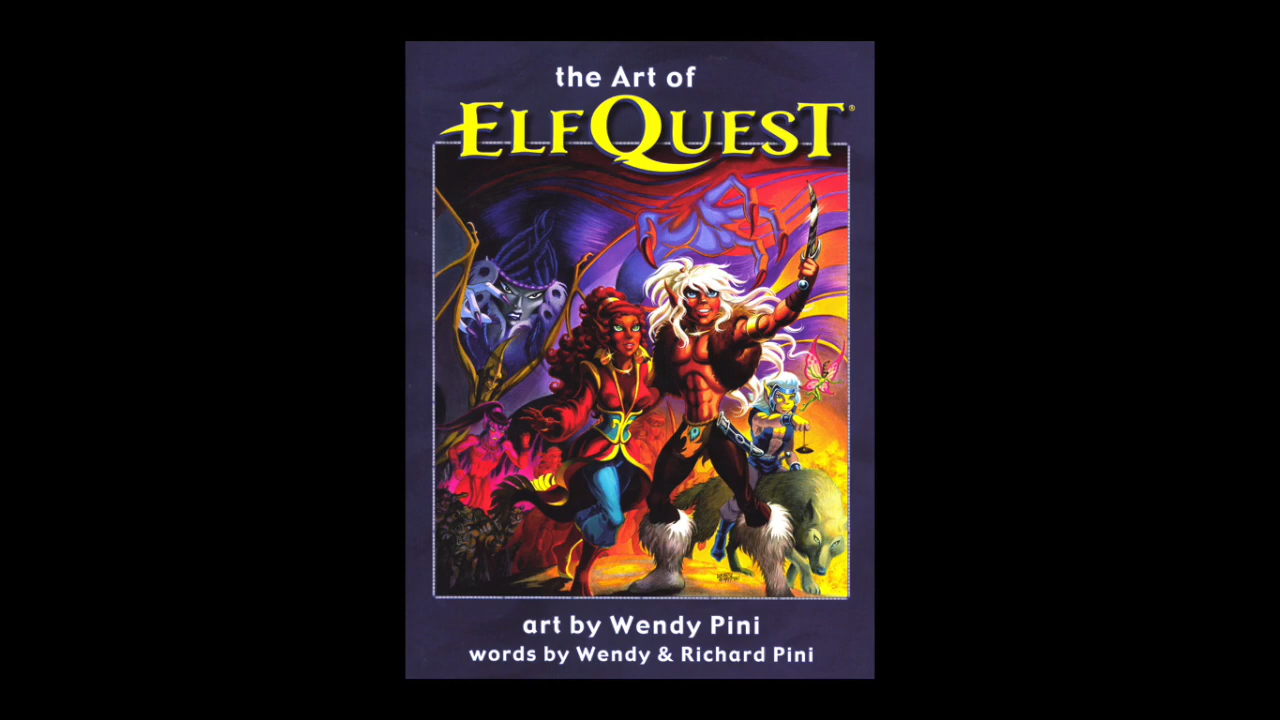 the Art of
ELFQUEST®
art by Wendy Pini
words by Wendy & Richard Pini